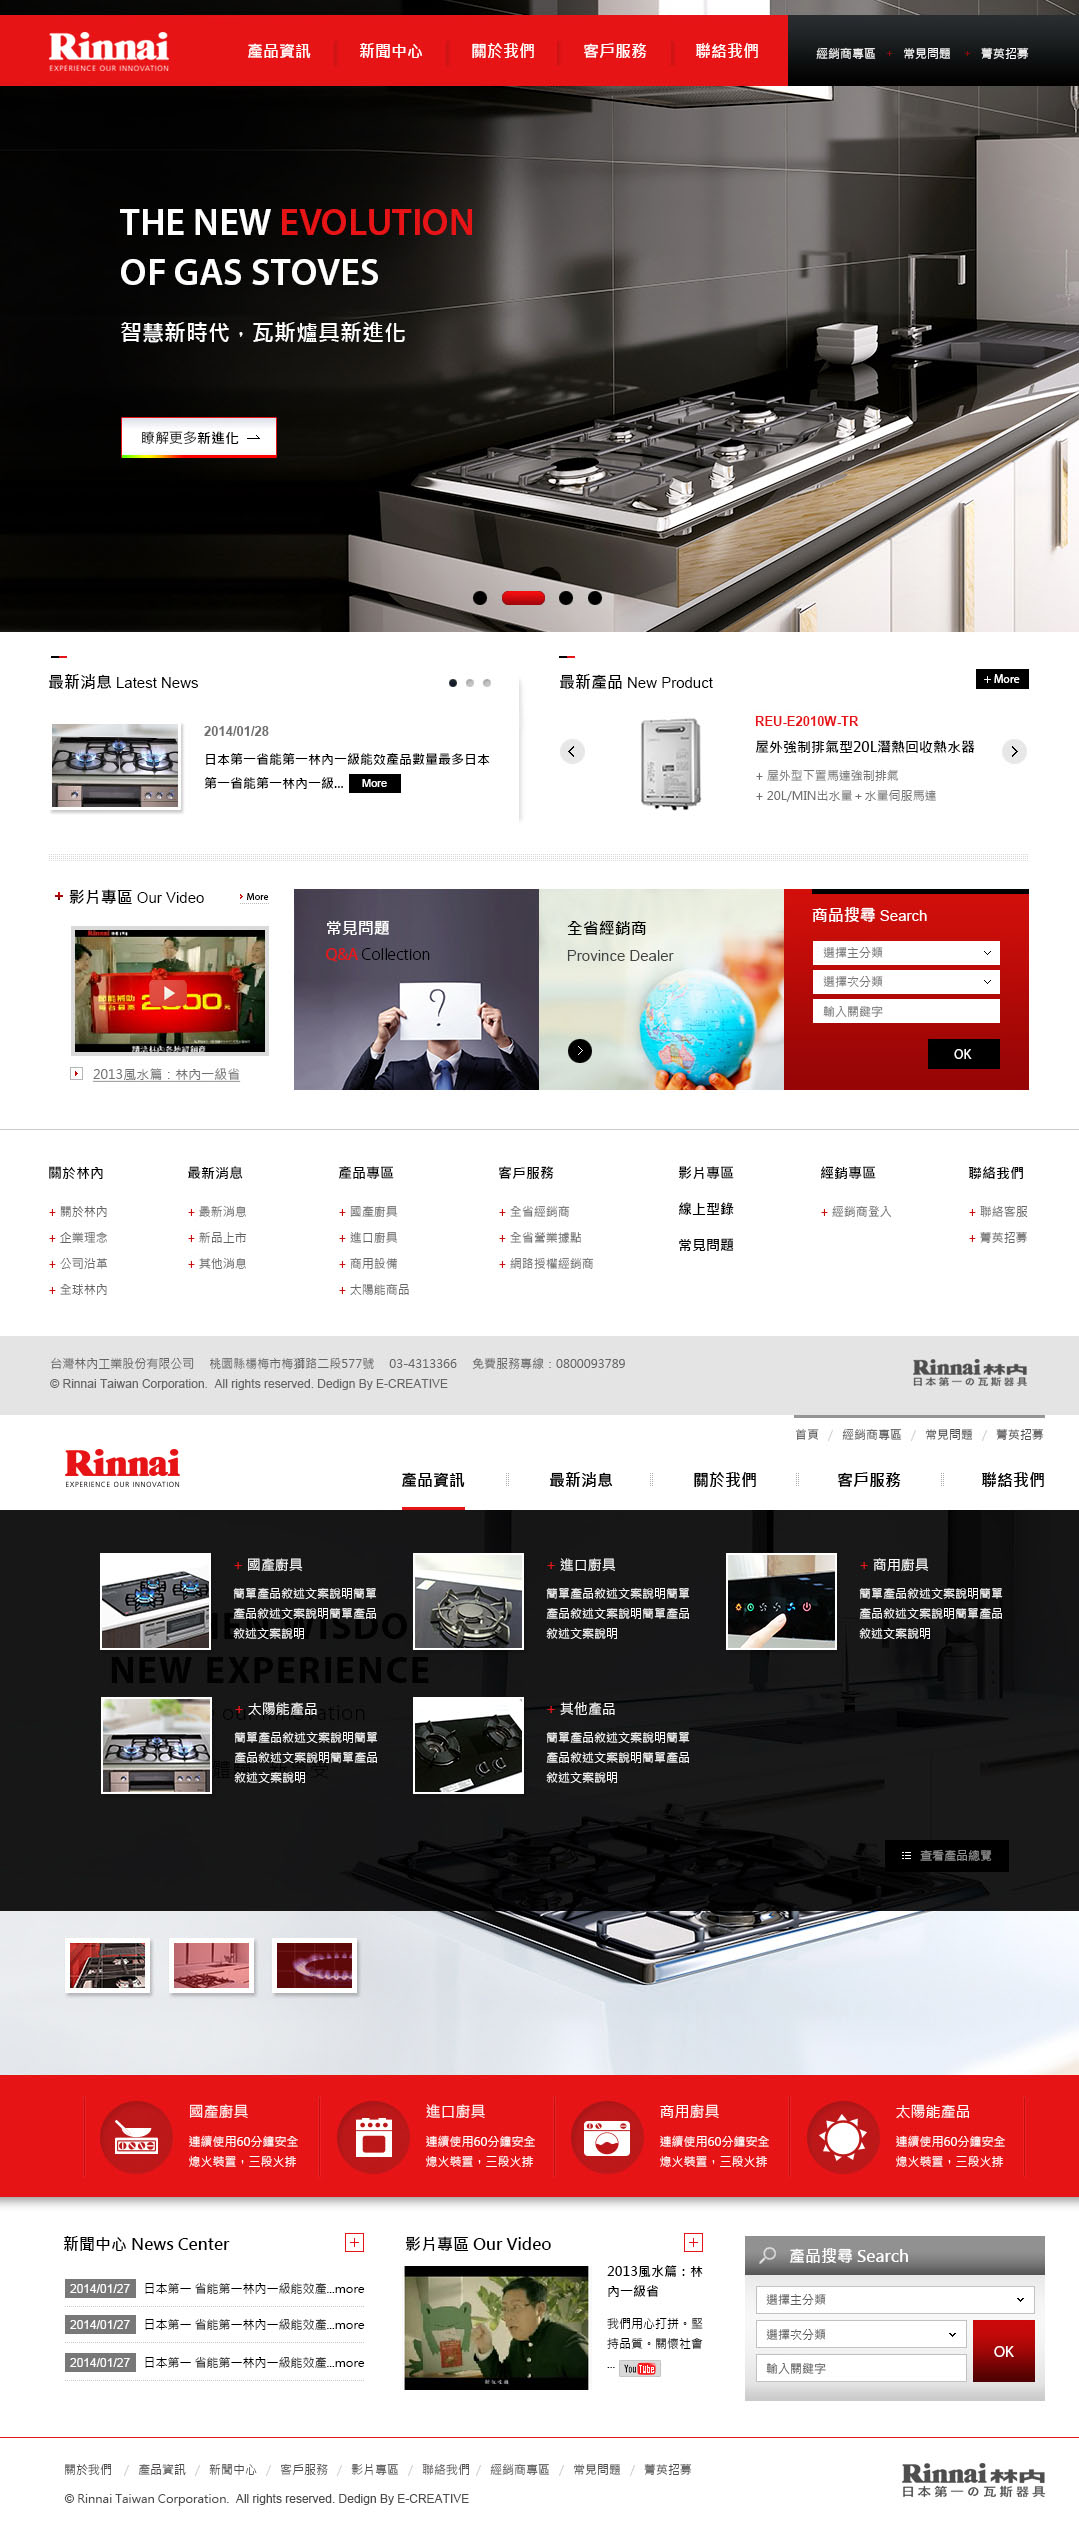 Rinnai
EXPERIENCE OUR INNOVATION
產品資訊
新聞中心
關於我們
客戶服務
聯絡我們
經銷商專區
常見問題
菁英招募
THE NEW EVOLUTION
OF GAS STOVES
智慧新時代，瓦斯爐具新進化
瞭解更多新進化
最新消息 Latest News
2014/01/28
日本第一省能第一林內一級能效產品數量最多日本
第一省能第一林內一級... More
最新產品 New Product
+ More
REU-E2010W-TR
屋外強制排氣型20L潛熱回收熱水器
+ 屋外型下置馬達強制排氣
+ 20L/MIN出水量＋水量伺服馬達
+ 影片專區 Our Video
More
2013風水篇：林內一級省
常見問題
Q&A Collection
?
全省經銷商
Province Dealer
商品搜尋 Search
選擇主分類
選擇次分類
輸入關鍵字
OK
關於林內
+ 關於林內
+ 企業理念
+ 公司沿革
+ 全球林內
最新消息
+ 最新消息
+ 新品上市
+ 其他消息
產品專區
+ 國產廚具
+ 進口廚具
+ 商用設備
+ 太陽能商品
客戶服務
+ 全省經銷商
+ 全省營業據點
+ 網路授權經銷商
影片專區
線上型錄
常見問題
經銷專區
+ 經銷商登入
聯絡我們
+ 聯絡客服
+ 菁英招募
台灣林內工業股份有限公司 桃園縣楊梅市梅獅路二段577號 03-4313366 免費服務專線：0800093789
© Rinnai Taiwan Corporation. All rights reserved. Dedign By E-CREATIVE
Rinnai 林內
日本第一の瓦斯器具
首頁 / 經銷商專區 / 常見問題 / 菁英招募
Rinnai
EXPERIENCE OUR INNOVATION
產品資訊
最新消息
關於我們
客戶服務
聯絡我們
+ 國產廚具
簡單產品敘述文案說明簡單
產品敘述文案說明簡單產品
敘述文案說明
+ 進口廚具
簡單產品敘述文案說明簡單
產品敘述文案說明簡單產品
敘述文案說明
+ 商用廚具
簡單產品敘述文案說明簡單
產品敘述文案說明簡單產品
敘述文案說明
NEW EXPERIENCE
+ 太陽能產品
簡單產品敘述文案說明簡單
產品敘述文案說明簡單產品
敘述文案說明
+ 其他產品
簡單產品敘述文案說明簡單
產品敘述文案說明簡單產品
敘述文案說明
查看產品總覽
國產廚具
連續使用60分鐘安全
熄火裝置，三段火排
進口廚具
連續使用60分鐘安全
熄火裝置，三段火排
商用廚具
連續使用60分鐘安全
熄火裝置，三段火排
太陽能產品
連續使用60分鐘安全
熄火裝置，三段火排
新聞中心 News Center
2014/01/27 日本第一 省能第一林內一級能效產...more
2014/01/27 日本第一 省能第一林內一級能效產...more
2014/01/27 日本第一 省能第一林內一級能效產...more
影片專區 Our Video
2013風水篇：林
內一級省
我們用心打拼。堅
持品質。關懷社會
... YouTube
產品搜尋 Search
選擇主分類
選擇次分類
輸入關鍵字
OK
關於我們 / 產品資訊 / 新聞中心 / 客戶服務 / 影片專區 / 聯絡我們 / 經銷商專區 / 常見問題 / 菁英招募
© Rinnai Taiwan Corporation. All rights reserved. Dedign By E-CREATIVE
Rinnai 林內
日本第一の瓦斯器具